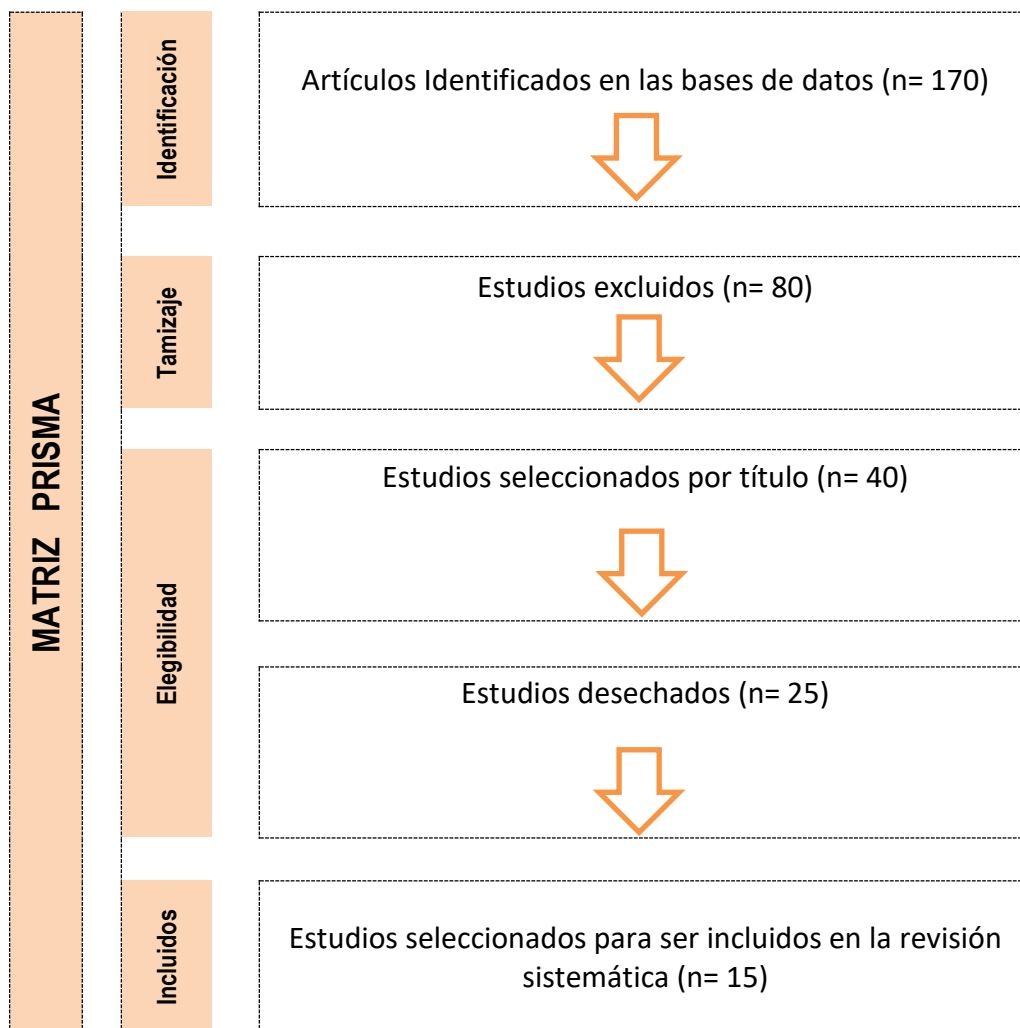 MATRIZ PRISMA
Identificación
Artículos Identificados en las bases de datos (n= 170)
Tamizaje
Estudios excluidos (n= 80)
Elegibilidad
Estudios seleccionados por título (n= 40)
Estudios desechados (n= 25)
Incluidos
Estudios seleccionados para ser incluidos en la revisión
sistemática (n= 15)